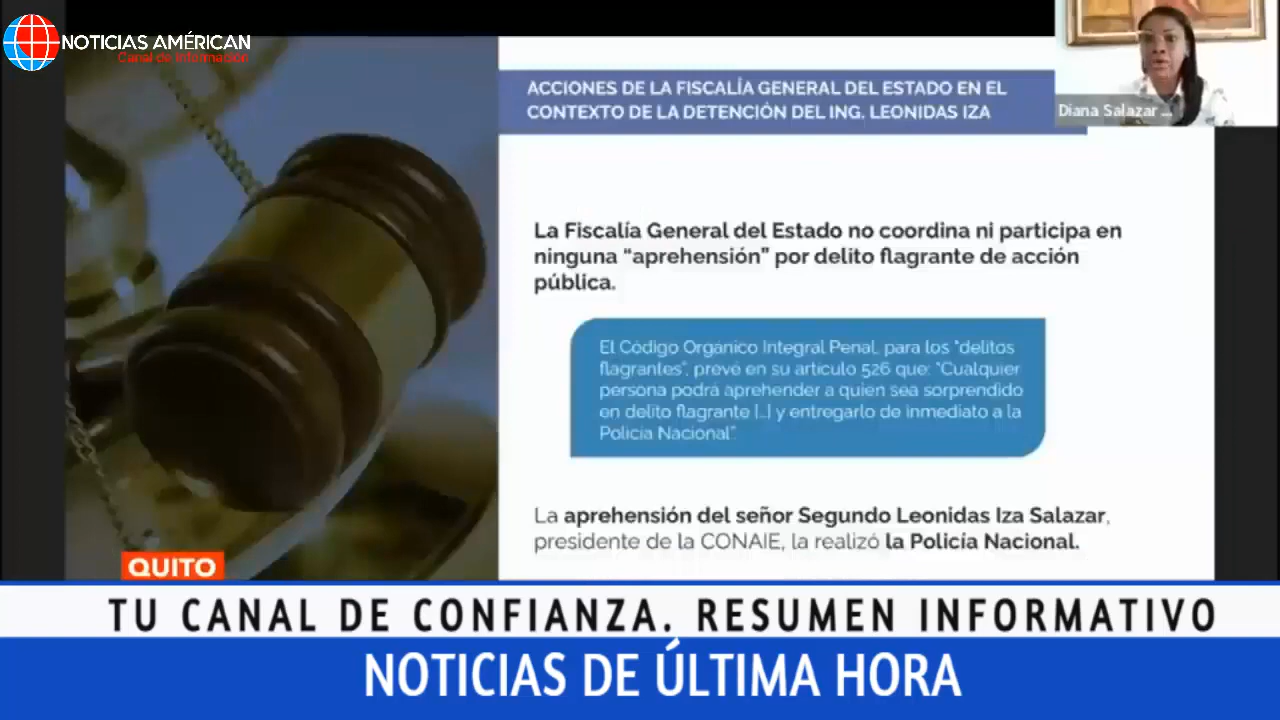 NOTICIAS AMÉRICAN
Canal de Información
ACCIONES DE LA FISCALÍA GENERAL DEL ESTADO EN EL
CONTEXTO DE LA DETENCIÓN DEL ING. LEONIDAS IZA
Diana Salazar ...
La Fiscalía General del Estado no coordina ni participa en
ninguna “aprehensión” por delito flagrante de acción
pública.
El Código Orgánico Integral Penal, para los "delitos
flagrantes", prevé en su artículo 526 que: "Cualquier
persona podrá aprehender a quien sea sorprendido
en delito flagrante [...] y entregarlo de inmediato a la
Policía Nacional".
La aprehensión del señor Segundo Leonidas Iza Salazar,
presidente de la CONAIE, la realizó la Policía Nacional.
QUITO
TU CANAL DE CONFIANZA. RESUMEN INFORMATIVO
NOTICIAS DE ÚLTIMA HORA